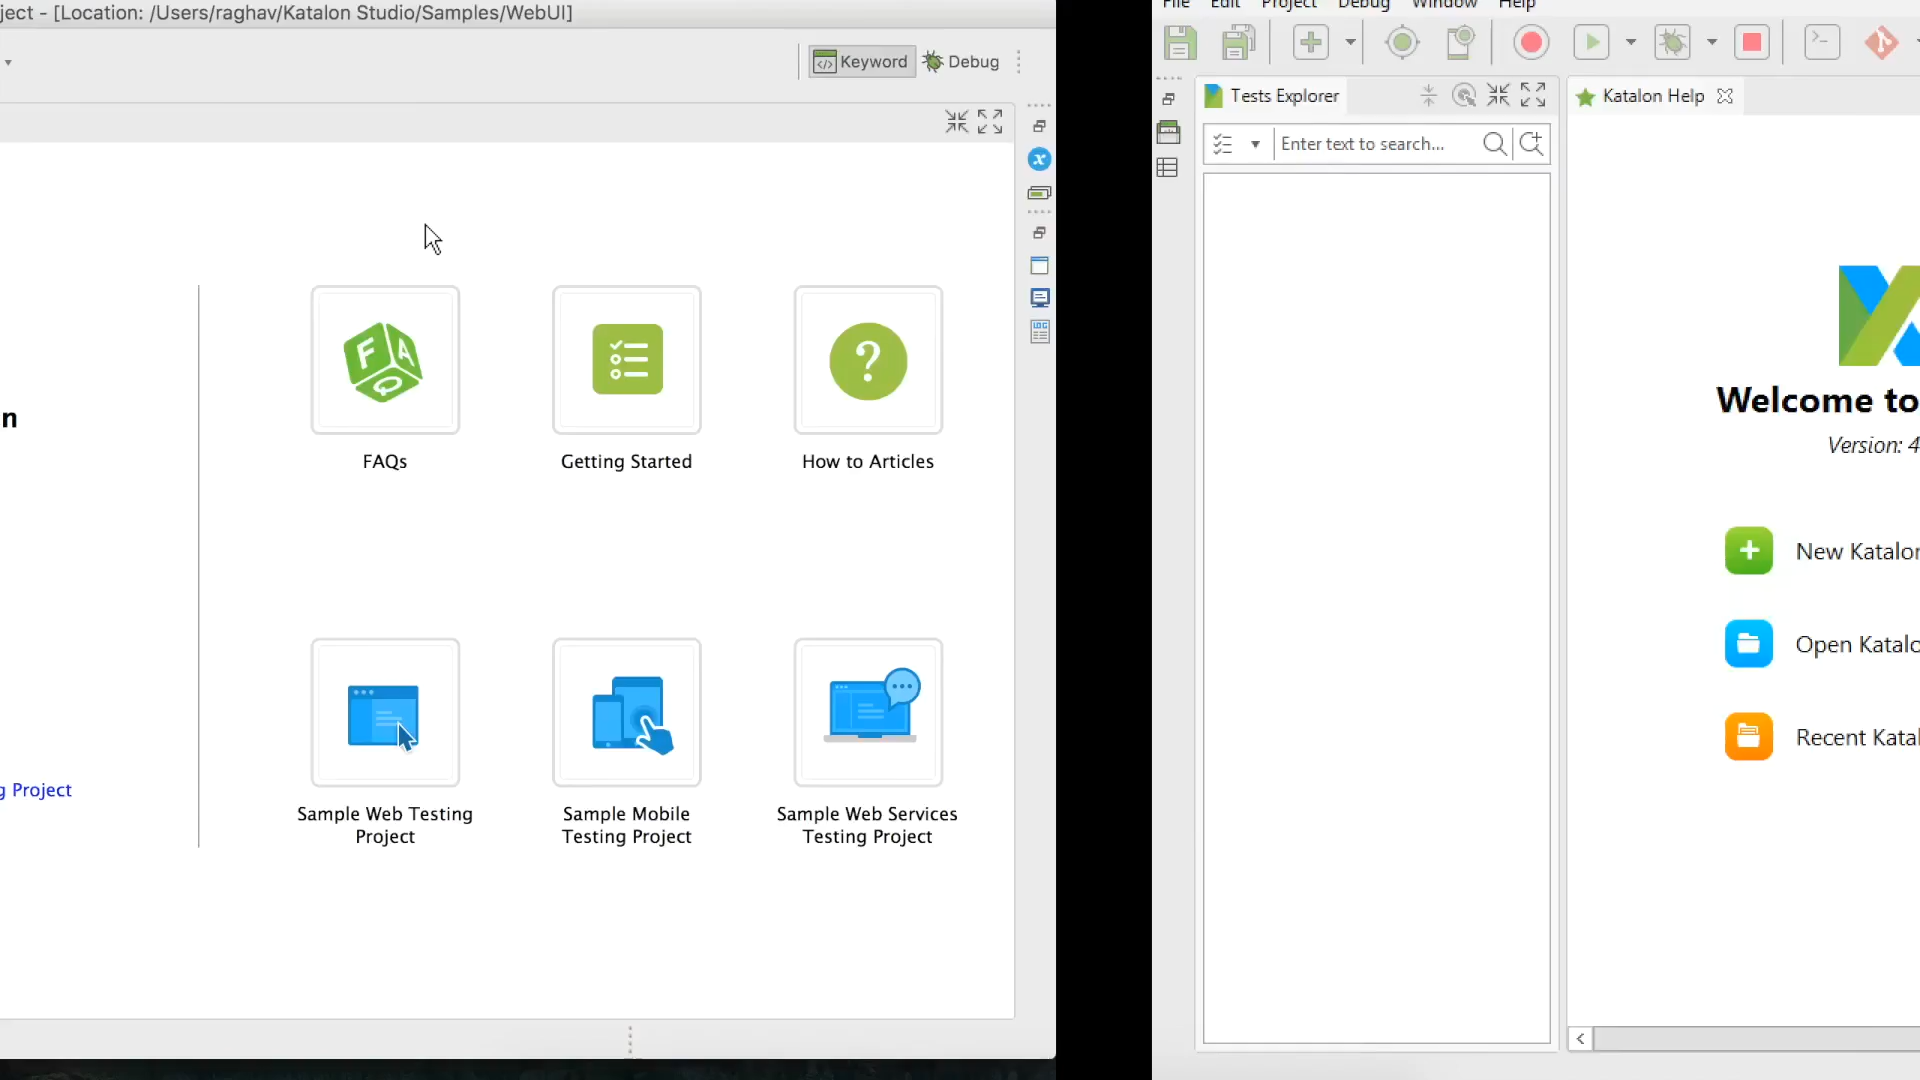 ject - [Location: /Users/raghav/Katalon Studio/Samples/WebUI]
Keyword
Debug
n
FAQ
?
FAQs
Getting Started
How to Articles
g Project
Sample Web Testing
Project
Sample Mobile
Testing Project
Sample Web Services
Testing Project
x
LOG
File Edit Project Debug Window Help
Tests Explorer
Katalon Help
Enter text to search...
Welcome to
Version: 4
New Katalon
Open Katalo
Recent Katal